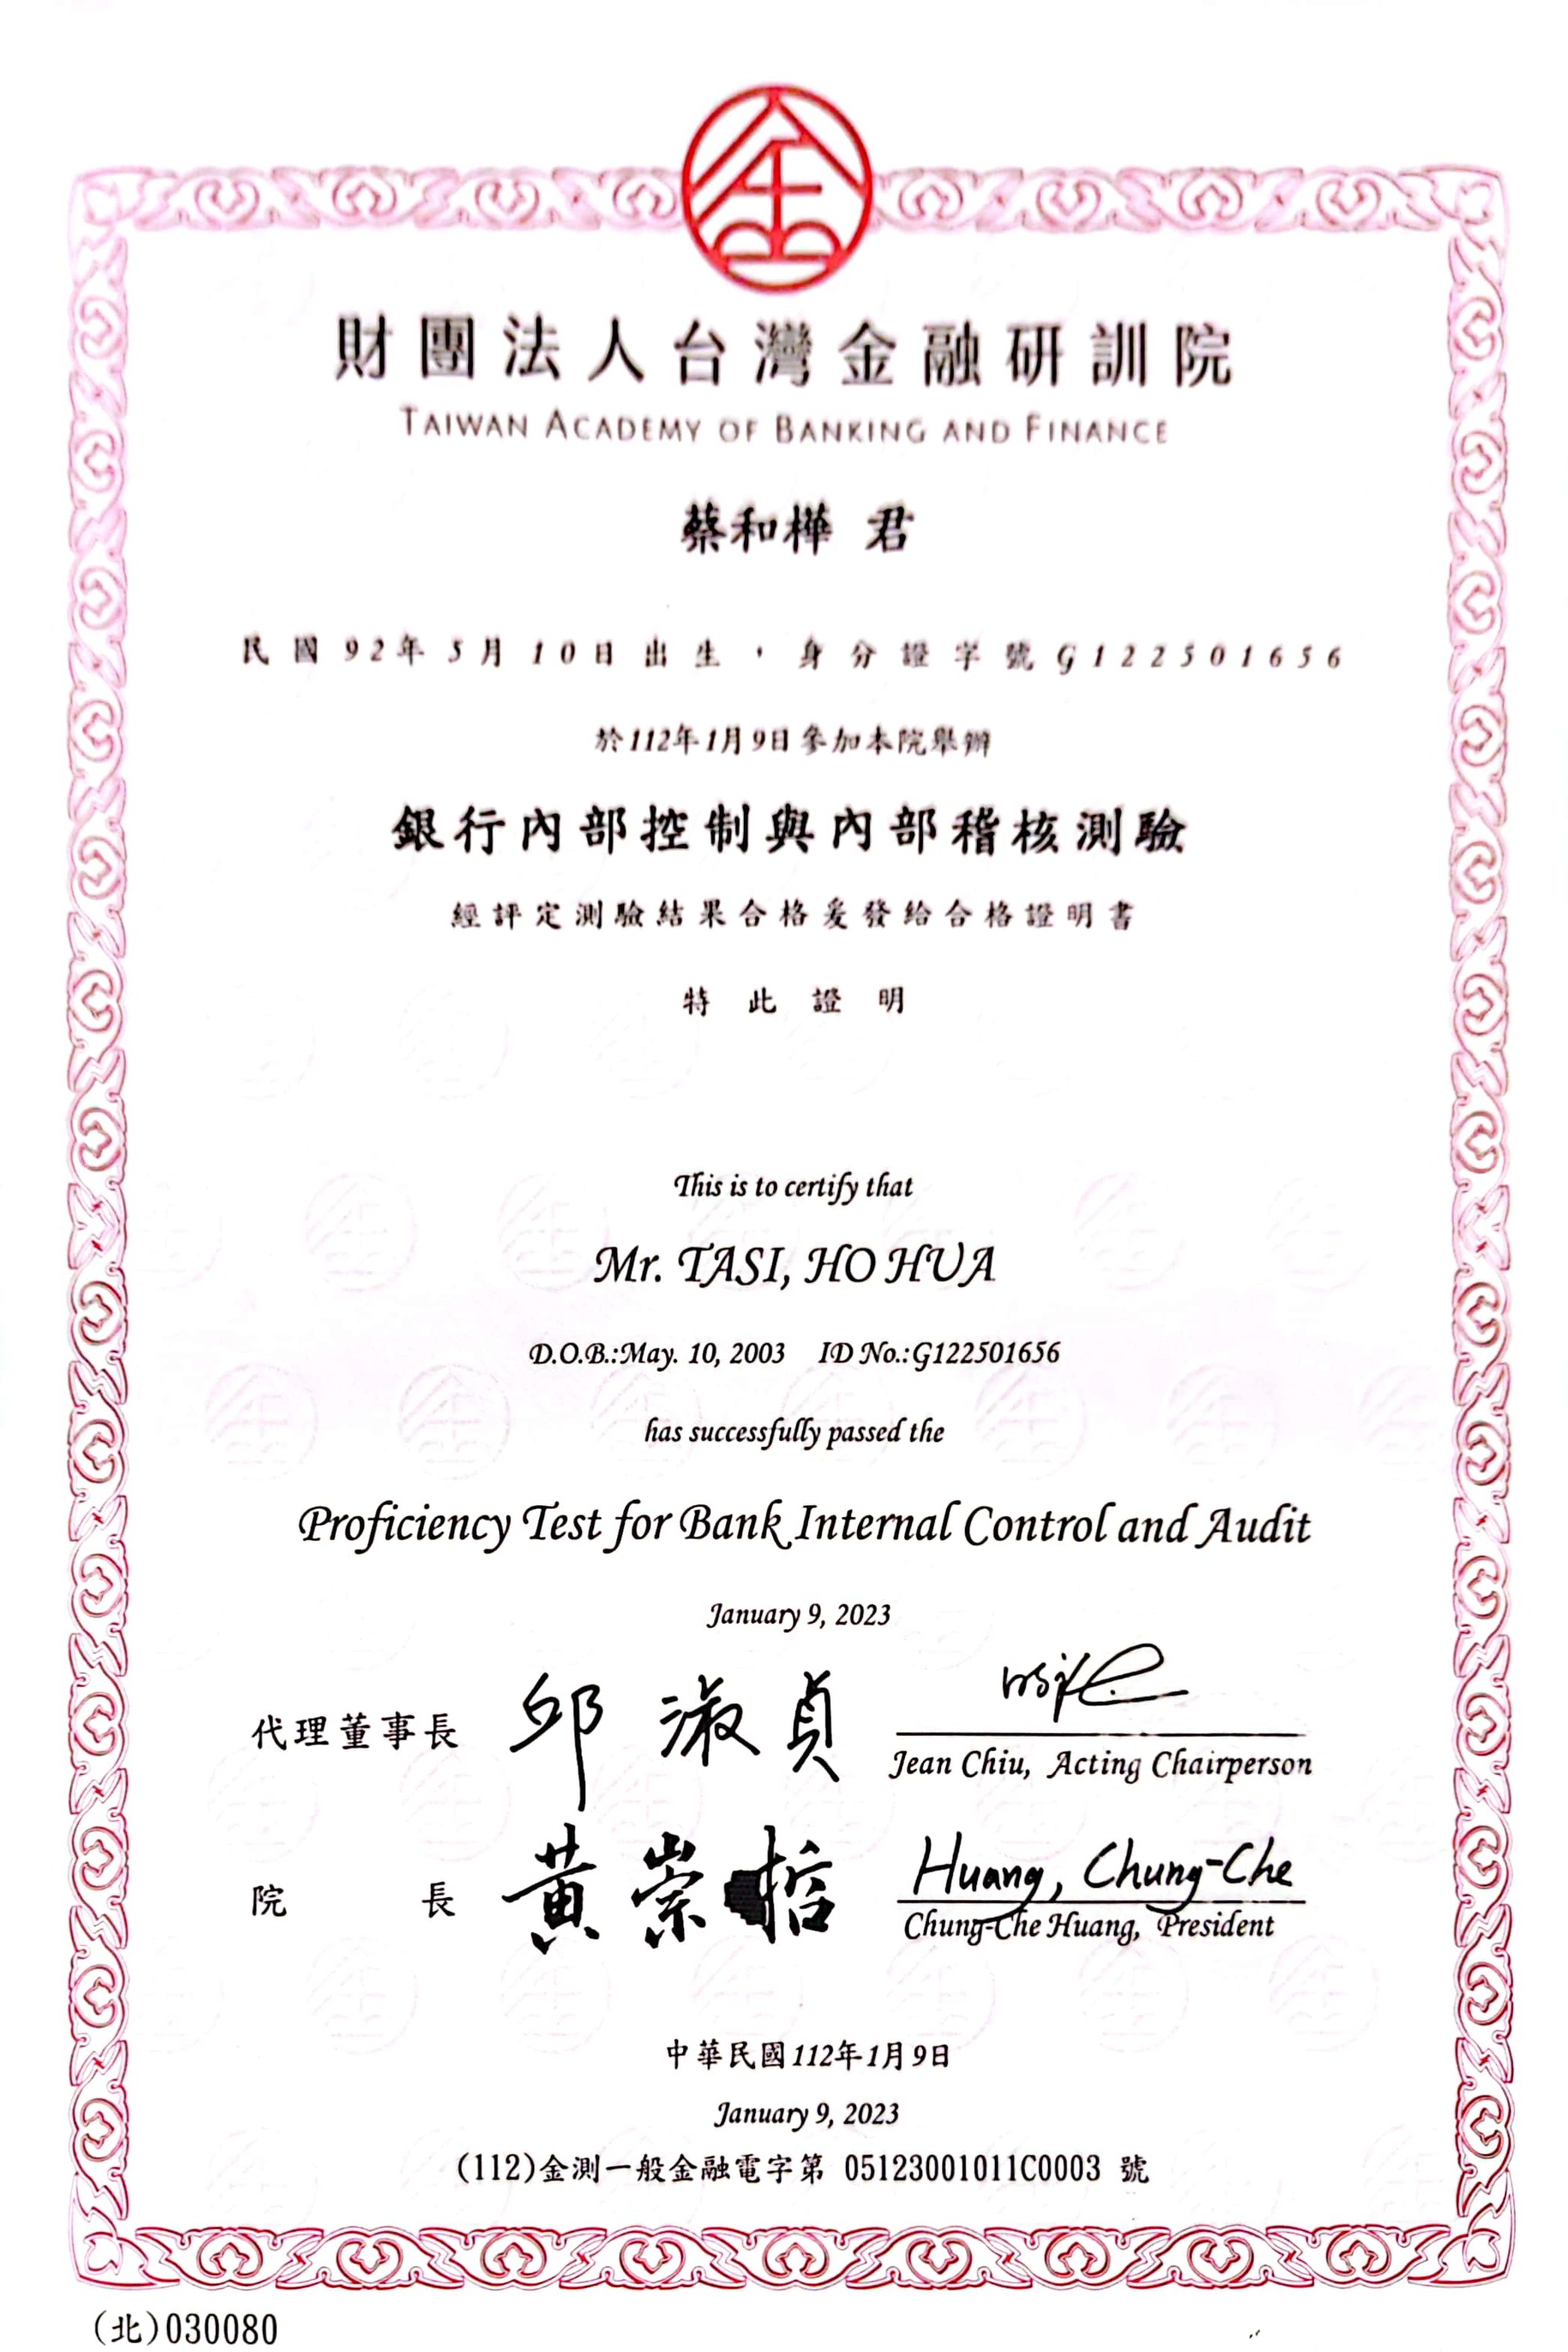 財團法人台灣金融研訓院
TAIWAN ACADEMY OF BANKING AND FINANCE
蔡和樺 君
民國92年5月10日出生，身分證字號G122501656
於112年1月9日參加本院舉辦
銀行內部控制與內部稽核測驗
經評定測驗結果合格爰發給合格證明書
特此證明
This is to certify that
Mr. TASI, HO HUA
D.O.B.:May. 10, 2003 ID No.:G122501656
has successfully passed the
Proficiency Test for Bank Internal Control and Audit
January 9, 2023
代理董事長 邱淑貞
Jean Chiu, Acting Chairperson
院長 黃崇哲 Huang, Chung-Che
Chung-Che Huang, President
中華民國112年1月9日
January 9, 2023
(112)金測一般金融電字第 05123001011C0003 號
(北)030080